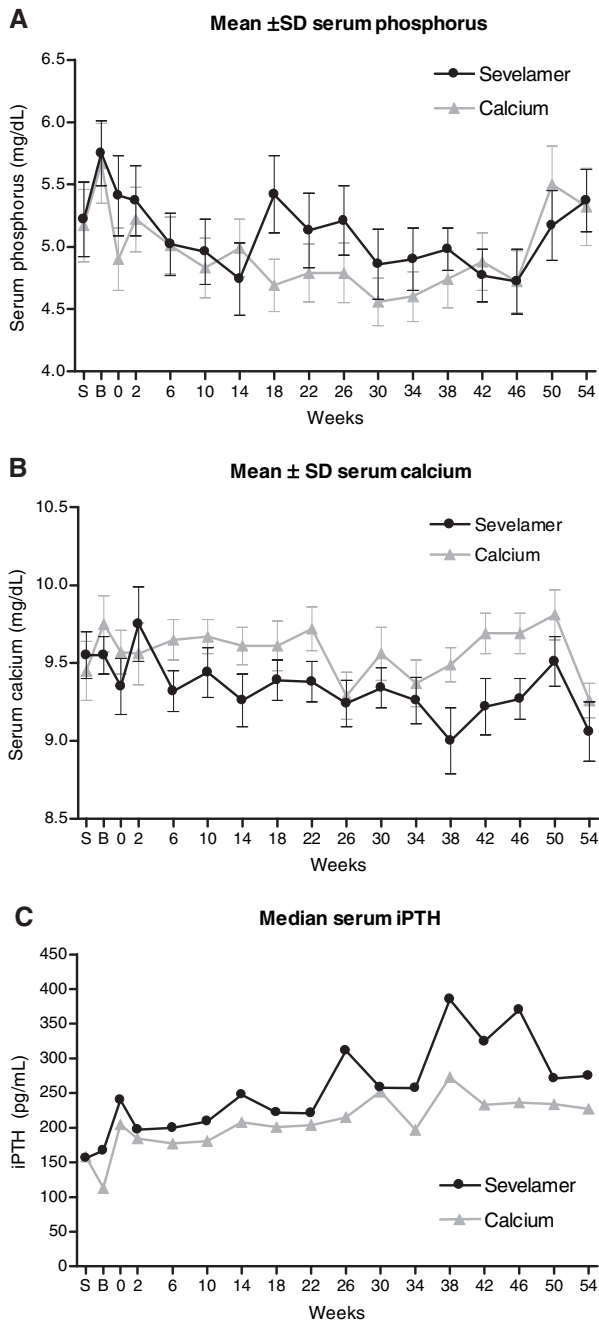 A
Mean ±SD serum phosphorus
6.5
6.0
5.5
5.0
4.5
4.0
Serum phosphorus (mg/dL)
Sevelamer
Calcium
S B 0 2 6 10 14 18 22 26 30 34 38 42 46 50 54
Weeks
B
Mean ± SD serum calcium
10.5
10.0
9.5
9.0
8.5
Serum calcium (mg/dL)
Sevelamer
Calcium
S B 0 2 6 10 14 18 22 26 30 34 38 42 46 50 54
Weeks
C
Median serum iPTH
450
400
350
300
250
200
150
100
50
0
iPTH (pg/mL)
Sevelamer
Calcium
S B 0 2 6 10 14 18 22 26 30 34 38 42 46 50 54
Weeks